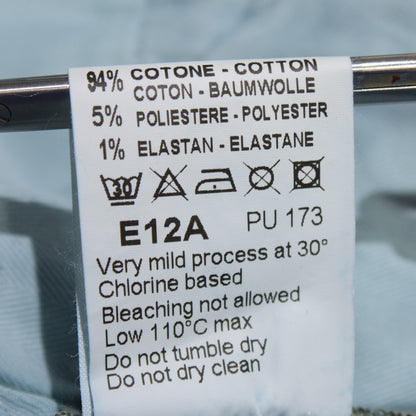 94% COTONE - COTTON
COTON - BAUMWOLLE
5% POLIESTERE - POLYESTER
1% ELASTAN - ELASTANE
30
E12A PU 173
Very mild process at 30°
Chlorine based
Bleaching not allowed
Low 110°C max
Do not tumble dry
Do not dry clean